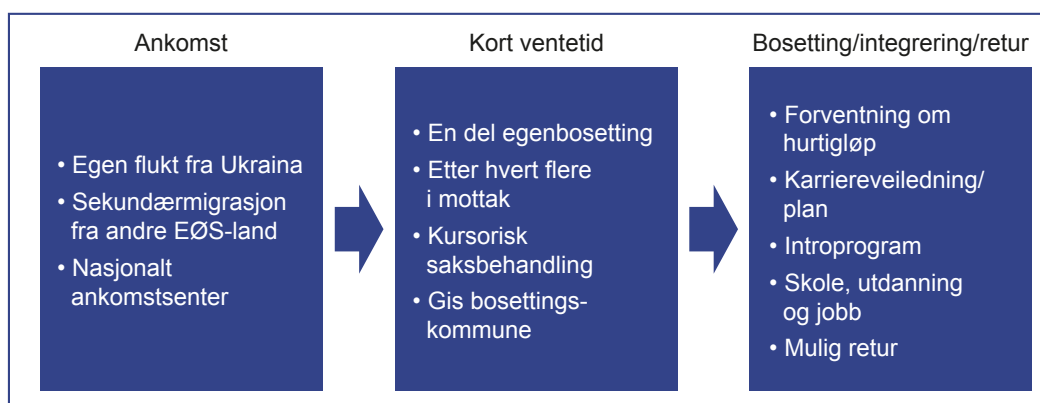 Ankomst
• Egen flukt fra Ukraina
• Sekundærmigrasjon
fra andre EØS-land
• Nasjonalt
ankomstsenter
Kort ventetid
• En del egenbosetting
• Etter hvert flere
i mottak
• Kursorisk
saksbehandling
• Gis bosettings-
kommune
Bosetting/integrering/retur
• Forventning om
hurtigløp
• Karriereveiledning/
plan
• Introprogram
• Skole, utdanning
og jobb
• Mulig retur